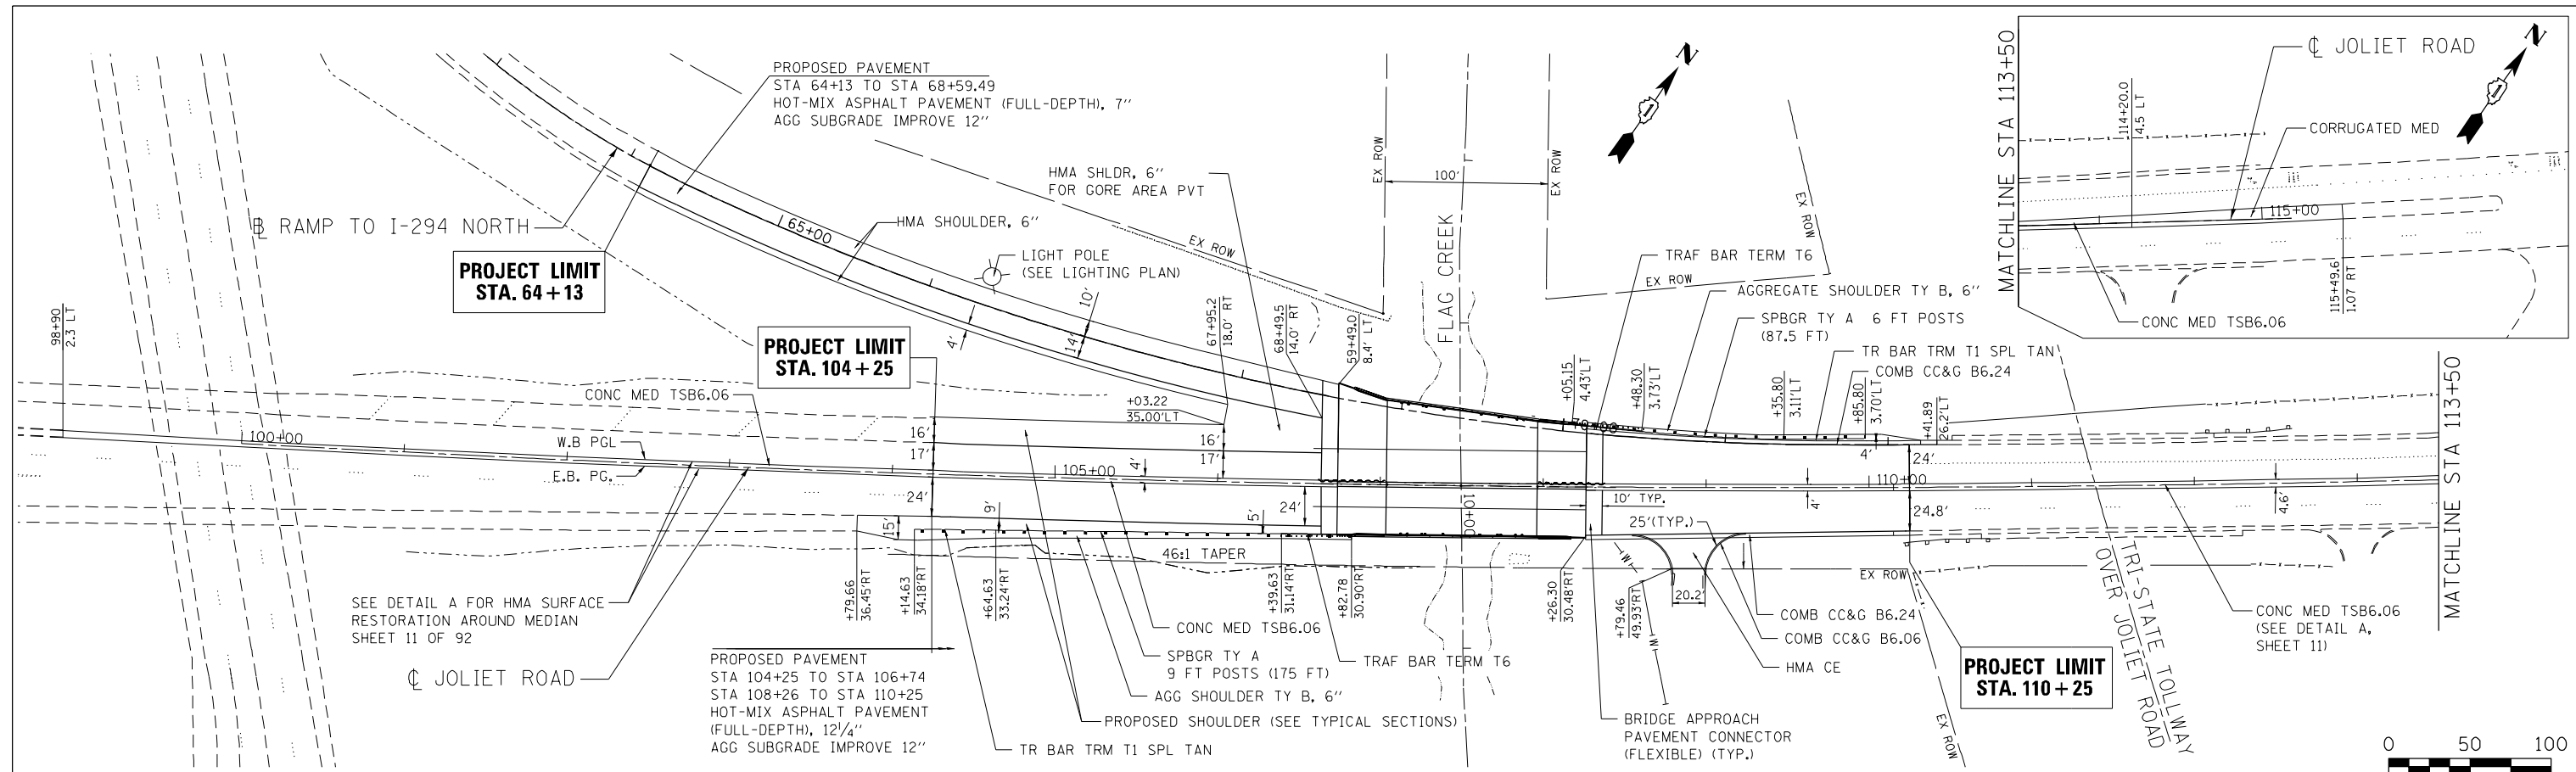 PROPOSED PAVEMENT
STA 64+13 TO STA 68+59.49
HOT-MIX ASPHALT PAVEMENT (FULL-DEPTH), 7"
AGG SUBGRADE IMPROVE 12"
HMA SHLDR, 6"
FOR GORE AREA PVT
HMA SHOULDER, 6"
65+00
℄ RAMP TO I-294 NORTH
PROJECT LIMIT
STA. 64+13
LIGHT POLE
(SEE LIGHTING PLAN)
10'
14'
4'
EX ROW
EX ROW
100'
EX ROW
FLAG CREEK
N
EX ROW
EX ROW
TRAF BAR TERM T6
AGGREGATE SHOULDER TY B, 6"
SPBGR TY A 6 FT POSTS
(87.5 FT)
TR BAR TRM T1 SPL TAN
COMB CC&G B6.24
98+90
2.3 LT
PROJECT LIMIT
STA. 104+25
CONC MED TSB6.06
67+95.2
18.0' RT
68+49.5
14.0' RT
59+49.0
8.4' LT
+05.15
4.43'LT
+48.30
3.73'LT
+35.80
3.11'LT
+85.80
3.70'LT
+41.89
26.2'LT
+03.22
35.00'LT
100+00
W.B PGL
E.B. PG.
16'
17'
24'
16'
17'
105+00
4'
24'
70+00
10+00
10' TYP.
4'
4'
110+00
24'
24.8'
4.6'
15'
9'
5'
46:1 TAPER
25'(TYP.)
20.2'
EX ROW
W
W
+79.66
36.45'RT
+14.63
34.18'RT
+64.63
33.24'RT
+39.63
31.14'RT
+82.78
30.90'RT
+26.30
30.48'RT
+79.46
49.93'RT
SEE DETAIL A FOR HMA SURFACE
RESTORATION AROUND MEDIAN
SHEET 11 OF 92
℄ JOLIET ROAD
PROPOSED PAVEMENT
STA 104+25 TO STA 106+74
STA 108+26 TO STA 110+25
HOT-MIX ASPHALT PAVEMENT
(FULL-DEPTH), 12¼"
AGG SUBGRADE IMPROVE 12"
CONC MED TSB6.06
SPBGR TY A
9 FT POSTS (175 FT)
AGG SHOULDER TY B, 6"
PROPOSED SHOULDER (SEE TYPICAL SECTIONS)
TR BAR TRM T1 SPL TAN
TRAF BAR TERM T6
BRIDGE APPROACH
PAVEMENT CONNECTOR
(FLEXIBLE) (TYP.)
COMB CC&G B6.24
COMB CC&G B6.06
HMA CE
PROJECT LIMIT
STA. 110+25
EX ROW
TRI-STATE TOLLWAY
OVER JOLIET ROAD
CONC MED TSB6.06
(SEE DETAIL A,
SHEET 11)
MATCHLINE STA 113+50
MATCHLINE STA 113+50
114+20.0
4.5 LT
℄ JOLIET ROAD
N
CORRUGATED MED
115+00
115+49.6
1.07 RT
CONC MED TSB6.06
0 50 100